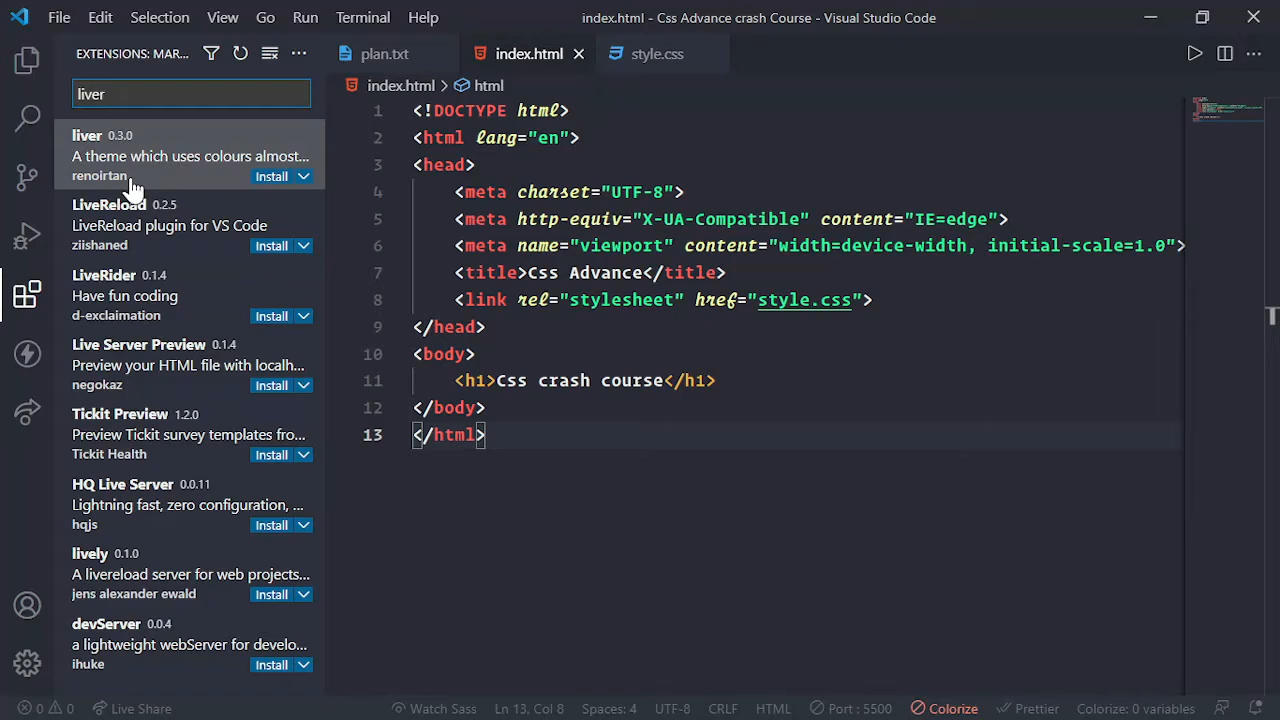 File Edit Selection View Go Run Terminal Help
index.html - Css Advance crash Course - Visual Studio Code
EXTENSIONS: MAR...
liver
liver 0.3.0
A theme which uses colours almost...
renoirtan Install
LiveReload 0.2.5
LiveReload plugin for VS Code
ziishaned Install
LiveRider 0.1.4
Have fun coding
d-exclaimation Install
Live Server Preview 0.1.4
Preview your HTML file with localh...
negokaz Install
Tickit Preview 1.2.0
Preview Tickit survey templates fro...
Tickit Health Install
HQ Live Server 0.0.11
Lightning fast, zero configuration, ...
hqjs Install
lively 0.1.0
A livereload server for web projects...
jens alexander ewald Install
devServer 0.0.4
a lightweight webServer for develo...
ihuke Install
plan.txt index.html style.css
index.html > html
1 <!DOCTYPE html>
2 <html lang="en">
3 <head>
4 <meta charset="UTF-8">
5 <meta http-equiv="X-UA-Compatible" content="IE=edge">
6 <meta name="viewport" content="width=device-width, initial-scale=1.0">
7 <title>Css Advance</title>
8 <link rel="stylesheet" href="style.css">
9 </head>
10 <body>
11 <h1>Css crash course</h1>
12 </body>
13 </html>
0 0 Live Share Watch Sass Ln 13, Col 8 Spaces: 4 UTF-8 CRLF HTML Port : 5500 Colorize Prettier Colorize: 0 variables